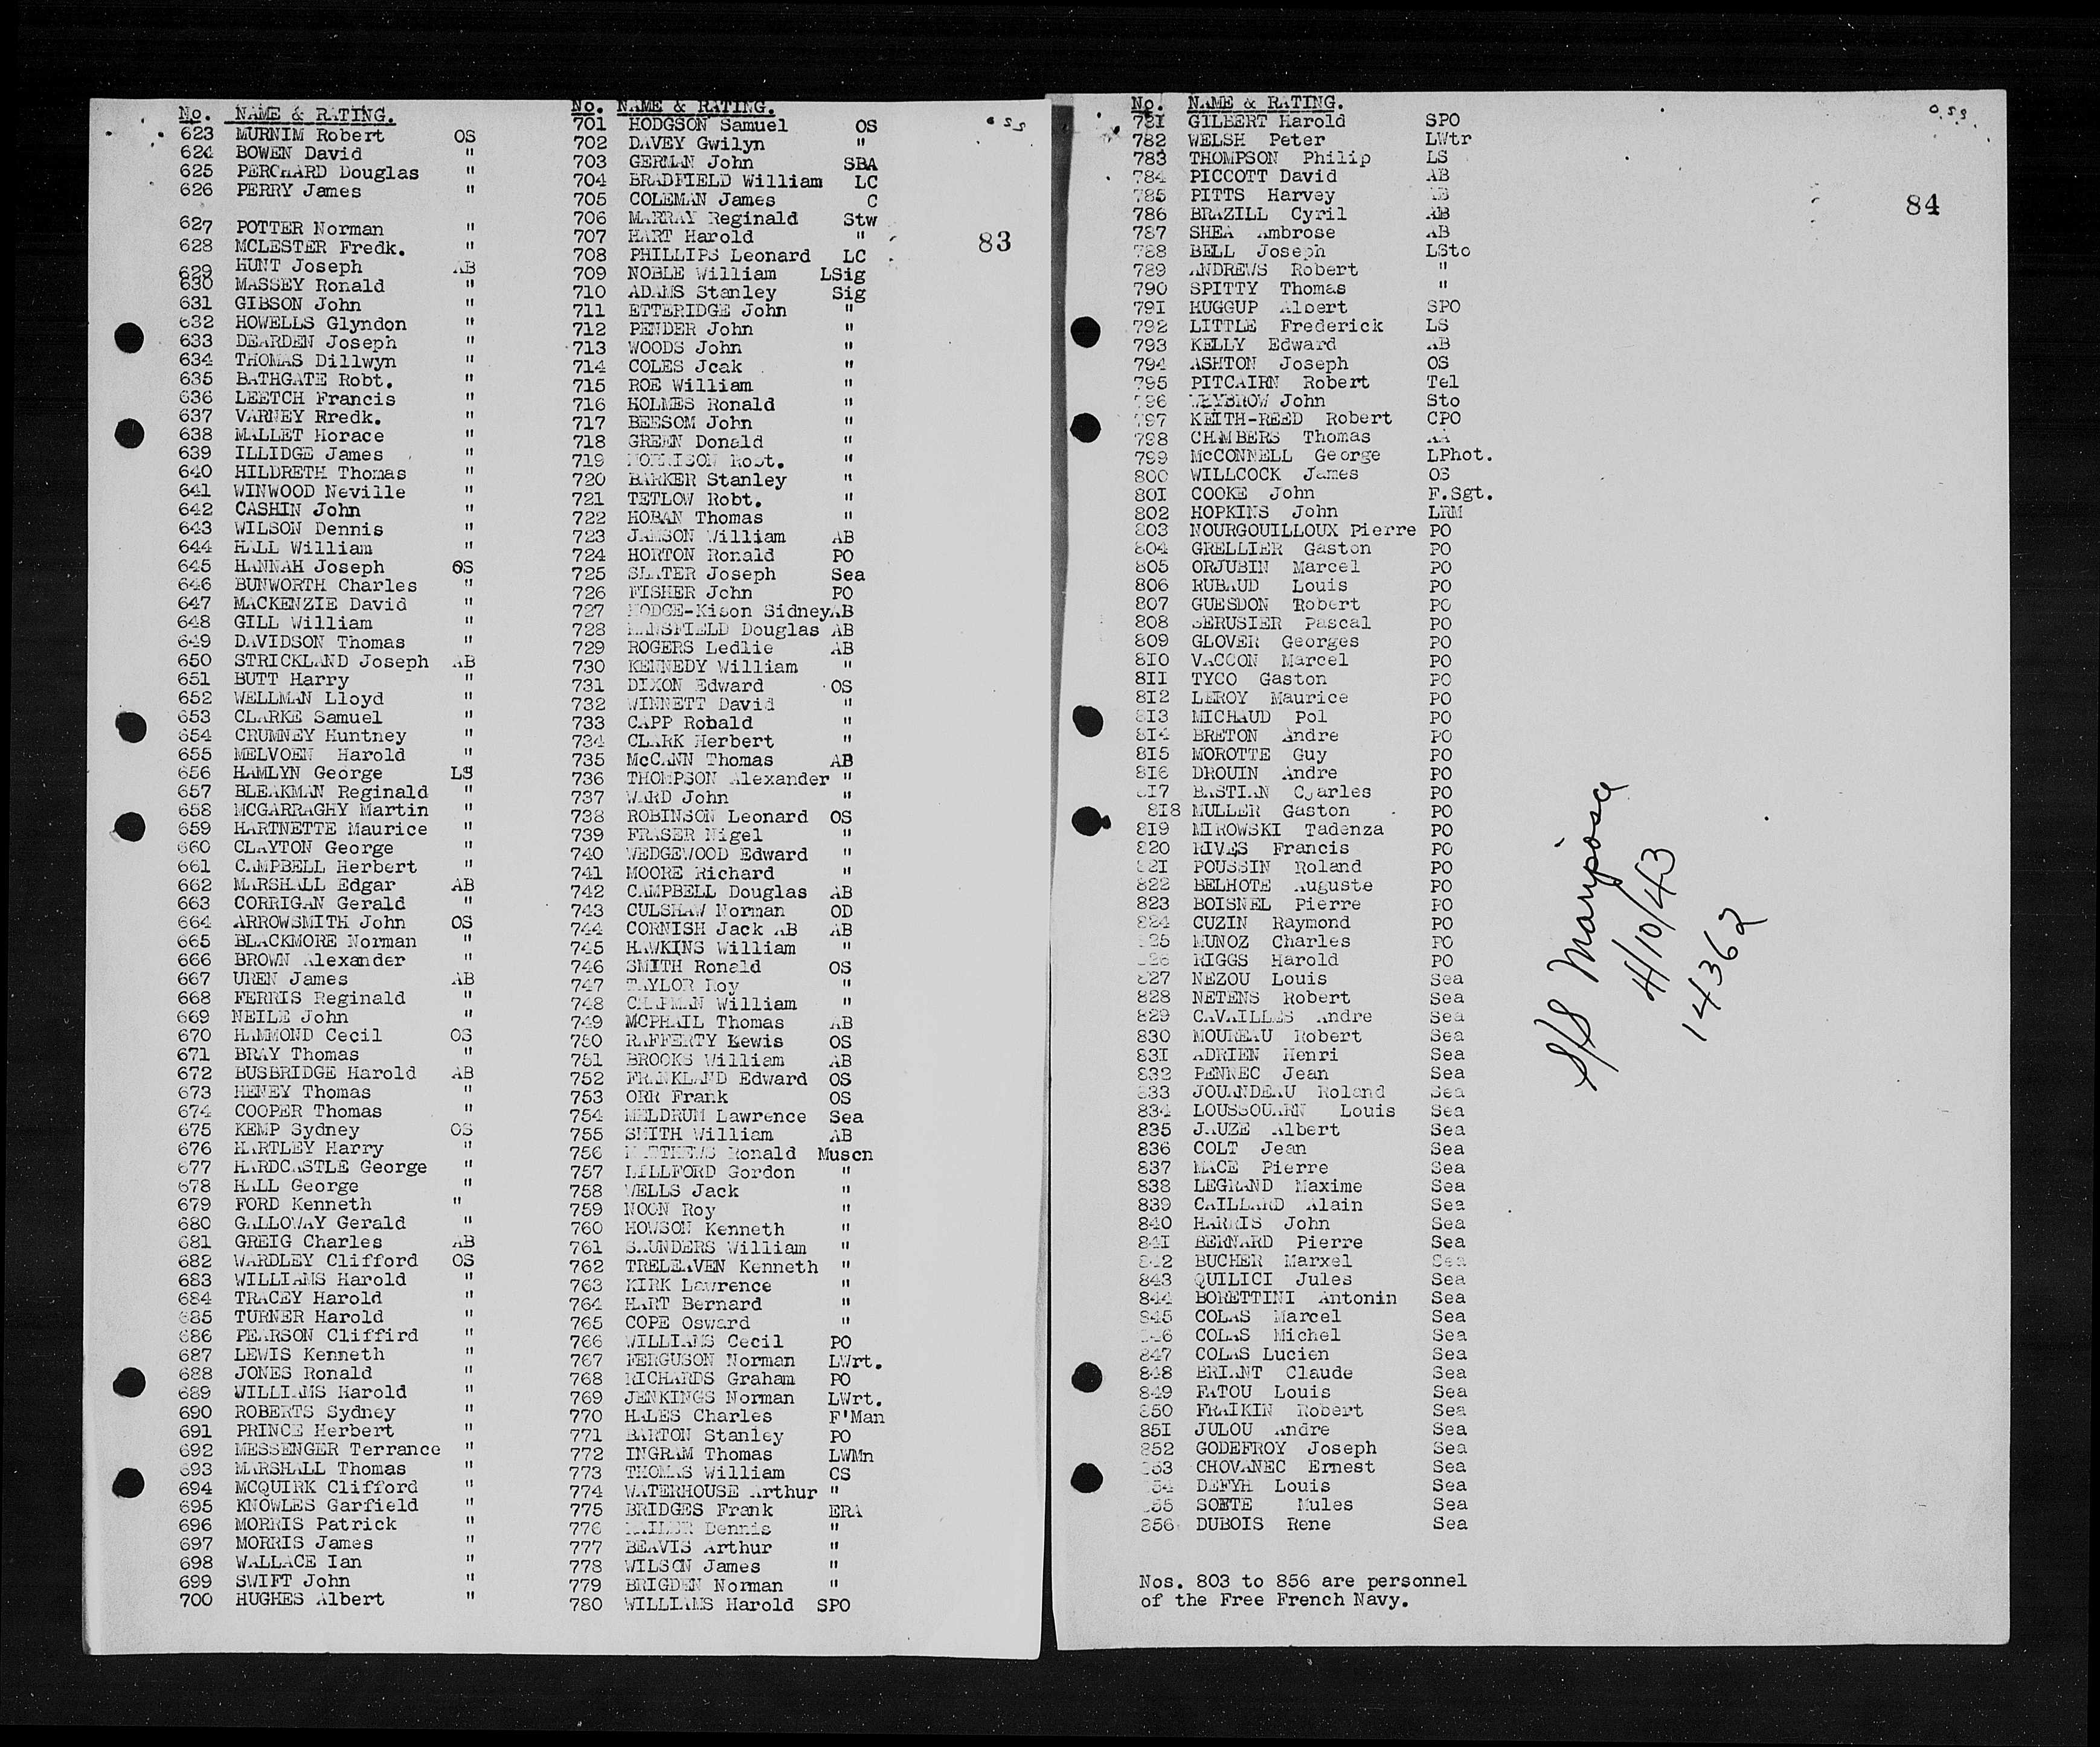 No. NAME & RATING.
623 MURNIM Robert OS
624 BOWEN David "
625 PERCHARD Douglas "
626 PERRY James "
627 POTTER Norman "
628 MCLESTER Fredk. "
629 HUNT Joseph AB
630 MASSEY Ronald "
631 GIBSON John "
632 HOWELLS Glyndon "
633 DEARDEN Joseph "
634 THOMAS Dillwyn "
635 BATHGATE Robt. "
636 LEETCH Francis "
637 VARNEY Rredk. "
638 MALLET Horace "
639 ILLIDGE James "
640 HILDRETH Thomas "
641 WINWOOD Neville "
642 CASHIN John "
643 WILSON Dennis "
644 HALL William "
645 HANNAH Joseph OS
646 BUNWORTH Charles "
647 MACKENZIE David "
648 GILL William "
649 DAVIDSON Thomas "
650 STRICKLAND Joseph AB
651 BUTT Harry "
652 WELLMAN Lloyd "
653 CLARKE Samuel "
654 CRUMNEY Huntney "
655 MELVOEN Harold "
656 HAMLYN George LS
657 BLEAKMAN Reginald "
658 MCGARRAGHY Martin "
659 HARTNETTE Maurice "
660 CLAYTON George "
661 CAMPBELL Herbert "
662 MARSHALL Edgar AB
663 CORRIGAN Gerald "
664 ARROWSMITH John OS
665 BLACKMORE Norman "
666 BROWN Alexander "
667 UREN James AB
668 FERRIS Reginald "
669 NEILE John "
670 HAMMOND Cecil OS
671 BRAY Thomas "
672 BUSBRIDGE Harold AB
673 HENEY Thomas "
674 COOPER Thomas "
675 KEMP Sydney OS
676 HARTLEY Harry "
677 HARDCASTLE George "
678 HALL George "
679 FORD Kenneth "
680 GALLOWAY Gerald "
681 GREIG Charles AB
682 WARDLEY Clifford OS
683 WILLIAMS Harold "
684 TRACEY Harold "
685 TURNER Harold "
686 PEARSON Cliffird "
687 LEWIS Kenneth "
688 JONES Ronald "
689 WILLIAMS Harold "
690 ROBERTS Sydney "
691 PRINCE Herbert "
692 MESSENGER Terrance "
693 MARSHALL Thomas "
694 MCQUIRK Clifford "
695 KNOWLES Garfield "
696 MORRIS Patrick "
697 MORRIS James "
698 WALLACE Ian "
699 SWIFT John "
700 HUGHES Albert "
No. NAME & RATING.
701 HODGSON Samuel OS
702 DAVEY Gwilyn "
703 GERMAN John SBA
704 BRADFIELD William LC
705 COLEMAN James C
706 MARRAY Reginald Stw
707 HART Harold "
708 PHILLIPS Leonard LC
709 NOBLE William LSig
710 ADAMS Stanley Sig
711 ETTERIDGE John "
712 PENDER John "
713 WOODS John "
714 COLES Jcak "
715 ROE William "
716 HOLMES Ronald "
717 BEESOM John "
718 GREEN Donald "
719 MORRISON Robt. "
720 BARKER Stanley "
721 TETLOW Robt. "
722 HOBAN Thomas "
723 JAMSON William AB
724 HORTON Ronald PO
725 SLATER Joseph Sea
726 FISHER John PO
727 HODGE-Kison Sidney AB
728 MANSFIELD Douglas AB
729 ROGERS Ledlie AB
730 KENNEDY William "
731 DIXON Edward OS
732 WINNETT David "
733 CAPP Robald "
734 CLARK Herbert "
735 McCANN Thomas AB
736 THOMPSON Alexander "
737 WARD John "
738 ROBINSON Leonard OS
739 FRASER Nigel "
740 WEDGEWOOD Edward "
741 MOORE Richard "
742 CAMPBELL Douglas AB
743 CULSHAW Norman OD
744 CORNISH Jack AB AB
745 HAWKINS William "
746 SMITH Ronald OS
747 TAYLOR Roy "
748 CHAPMAN William "
749 MCPHAIL Thomas AB
750 RAFFERTY Lewis OS
751 BROOKS William AB
752 FRANKLAND Edward OS
753 ORR Frank OS
754 MELDRUM Lawrence Sea
755 SMITH William AB
756 MATTHEWS Ronald Muscn
757 LILLFORD Gordon "
758 WELLS Jack "
759 NOON Roy "
760 HOWSON Kenneth "
761 SAUNDERS William "
762 TRELEAVEN Kenneth "
763 KIRK Lawrence "
764 HART Bernard "
765 COPE Osward "
766 WILLIAMS Cecil PO
767 FERGUSON Norman LWrt.
768 RICHARDS Graham PO
769 JENKINGS Norman LWrt.
770 HALES Charles F'Man
771 BARTON Stanley PO
772 INGRAM Thomas LWMn
773 THOMAS William CS
774 WATERHOUSE Arthur "
775 BRIDGES Frank ERA
776 Dennis "
777 BEAVIS Arthur "
778 WILSON James "
779 BRIGDEN Norman "
780 WILLIAMS Harold SPO
83
No. NAME & RATING.
781 GILBERT Harold SPO
782 WELSH Peter LWtr
783 THOMPSON Philip LS
784 PICCOTT David AB
785 PITTS Harvey AB
786 BRAZILL Cyril AB
787 SHEA Ambrose AB
788 BELL Joseph LSto
789 ANDREWS Robert "
790 SPITTY Thomas "
791 HUGGUP Albert SPO
792 LITTLE Frederick LS
793 KELLY Edward AB
794 ASHTON Joseph OS
795 PITCAIRN Robert Tel
796 WEYBROW John Sto
797 KEITH-REED Robert CPO
798 CHAMBERS Thomas AA
799 McCONNELL George LPhot.
800 WILLCOCK James OS
801 COOKE John F.Sgt.
802 HOPKINS John LRM
803 NOURGOUILLOUX Pierre PO
804 GRELLIER Gaston PO
805 ORJUBIN Marcel PO
806 RUBAUD Louis PO
807 GUESDON Robert PO
808 SERUSIER Pascal PO
809 GLOVER Georges PO
810 VACCON Marcel PO
811 TYCO Gaston PO
812 LEROY Maurice PO
813 MICHAUD Pol PO
814 BRETON Andre PO
815 MOROTTE Guy PO
816 DROUIN Andre PO
817 BASTIAN Cjarles PO
818 MULLER Gaston PO
819 MIROWSKI Tadenza PO
820 RIVES Francis PO
821 POUSSIN Roland PO
822 BELHOTE Auguste PO
823 BOISNEL Pierre PO
824 CUZIN Raymond PO
825 MUNOZ Charles PO
826 RIGGS Harold PO
827 NEZOU Louis Sea
828 NETENS Robert Sea
829 CAVAILLES Andre Sea
830 MOUREAU Robert Sea
831 ADRIEN Henri Sea
832 PENNEC Jean Sea
833 JOUANDEAU Roland Sea
834 LOUSSOUARN Louis Sea
835 JAUZE Albert Sea
836 COLT Jean Sea
837 MACE Pierre Sea
838 LEGRAND Maxime Sea
839 CAILLARD Alain Sea
840 HARRIS John Sea
841 BERNARD Pierre Sea
842 BUCHER Marxel Sea
843 QUILICI Jules Sea
844 BORETTINI Antonin Sea
845 COLAS Marcel Sea
846 COLAS Michel Sea
847 COLAS Lucien Sea
848 BRIANT Claude Sea
849 FATOU Louis Sea
850 FRAIKIN Robert Sea
851 JULOU Andre Sea
852 GODEFROY Joseph Sea
853 CHOVANEC Ernest Sea
854 DEFYH Louis Sea
855 SOETE Mules Sea
856 DUBOIS Rene Sea
Nos. 803 to 856 are personnel
of the Free French Navy.
84
S/S Mariposa
4/10/43
14362